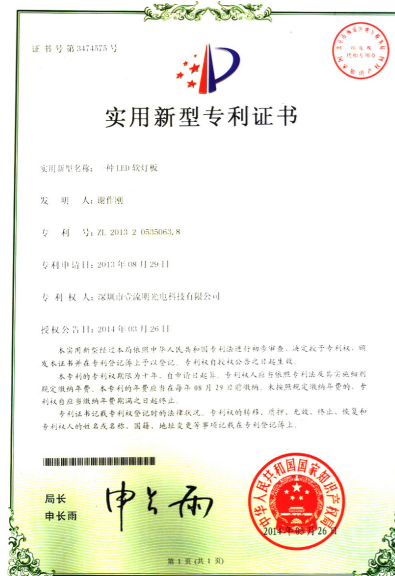 证书号第3474575号
实用新型专利证书
实用新型名称：一种LED软灯板
发 明 人：谢作刚
专 利 号：ZL 2013 2 0535063.8
专利申请日：2013年08月29日
专 利 权 人：深圳市壹流明光电科技有限公司
授权公告日：2014年03月26日
本实用新型经过本局依照中华人民共和国专利法进行初步审查，决定授予专利权，颁
发本证书并在专利登记簿上予以登记。专利权自授权公告之日起生效。
本专利的专利权期限为十年，自申请日起算。专利权人应当依照专利法及其实施细则
规定缴纳年费。本专利的年费应当在每年08月29日前缴纳。未按照规定缴纳年费的，专
利权自应当缴纳年费期满之日起终止。
专利证书记载专利权登记时的法律状况。专利权的转移、质押、无效、终止、恢复和
专利权人的姓名或名称、国籍、地址变更等事项记载在专利登记簿上。
局长
申长雨
申长雨
中华人民共和国国家知识产权局
2014年03月26日
第1页（共1页）